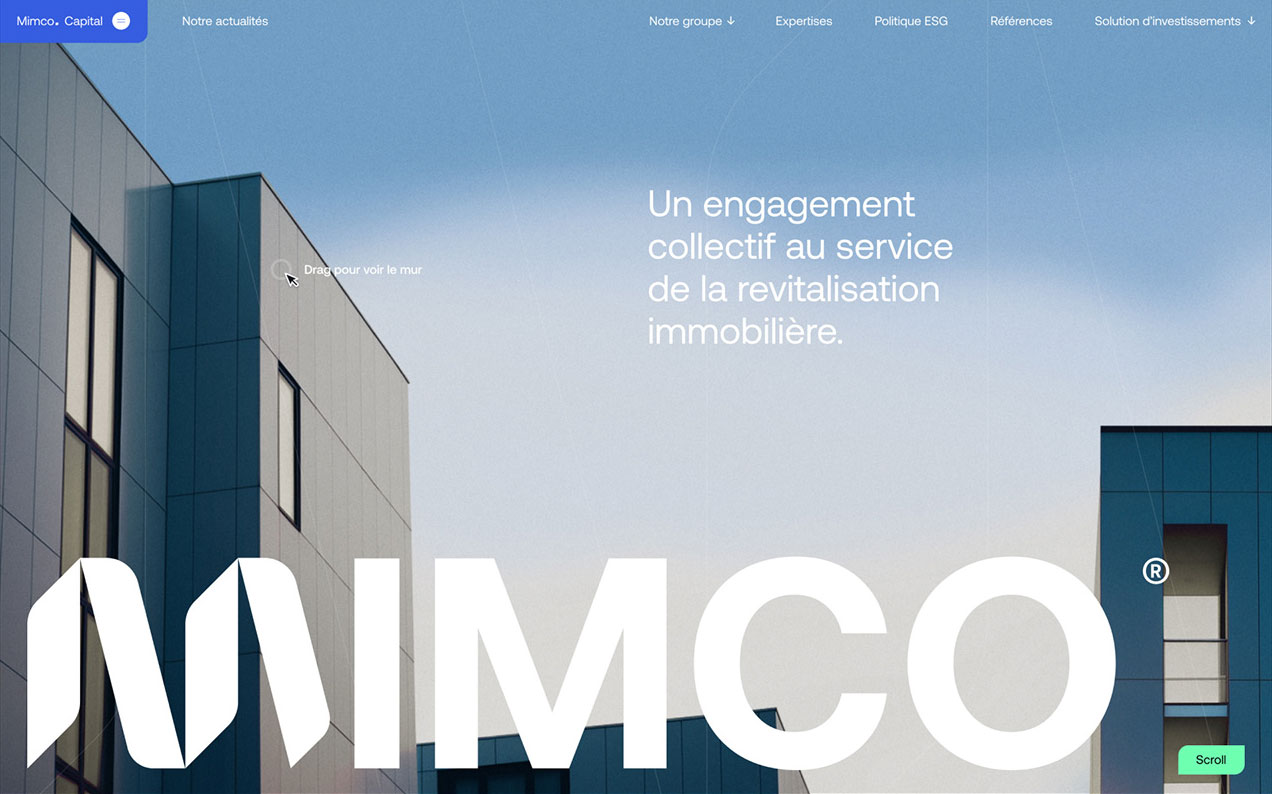 Mimco. Capital
Notre actualités
Notre groupe ↓
Expertises
Politique ESG
Références
Solution d'investissements ↓
Un engagement
collectif au service
de la revitalisation
immobilière.
Drag pour voir le mur
MIMCO®
Scroll